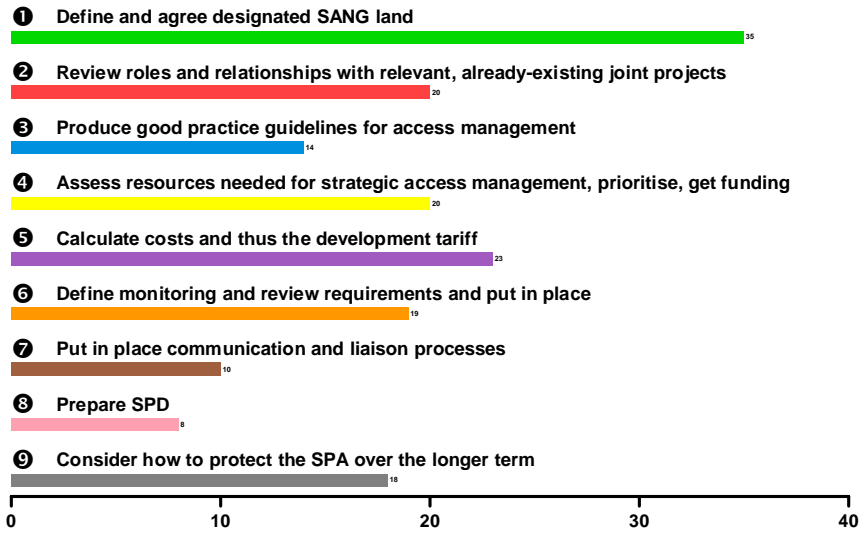 ❶ Define and agree designated SANG land
35
❷ Review roles and relationships with relevant, already-existing joint projects
20
❸ Produce good practice guidelines for access management
14
❹ Assess resources needed for strategic access management, prioritise, get funding
20
❺ Calculate costs and thus the development tariff
23
❻ Define monitoring and review requirements and put in place
19
❼ Put in place communication and liaison processes
10
❽ Prepare SPD
8
❾ Consider how to protect the SPA over the longer term
18
0 10 20 30 40